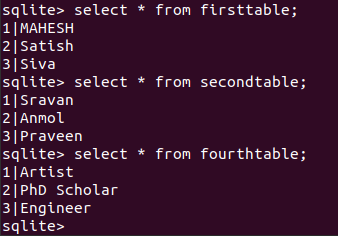 sqlite> select * from firsttable;
1|MAHESH
2|Satish
3|Siva
sqlite> select * from secondtable;
1|Sravan
2|Anmol
3|Praveen
sqlite> select * from fourthtable;
1|Artist
2|PhD Scholar
3|Engineer
sqlite>